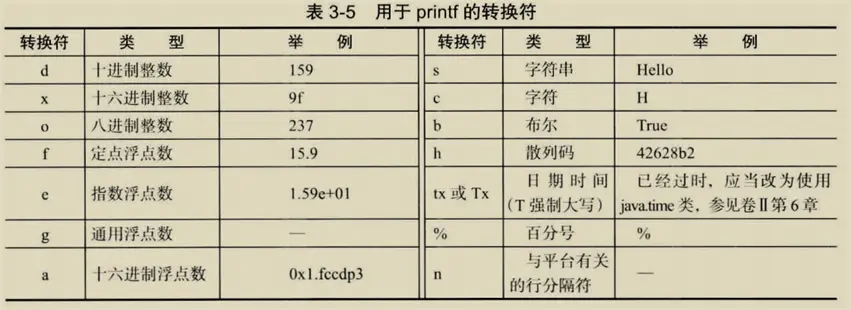 表 3-5 用于 printf 的转换符
转换符 类 型 举 例 转换符 类 型 举 例
d 十进制整数 159 s 字符串 Hello
x 十六进制整数 9f c 字符 H
o 八进制整数 237 b 布尔 True
f 定点浮点数 15.9 h 散列码 42628b2
e 指数浮点数 1.59e+01 tx 或 Tx 日期时间 已经过时，应当改为使用
(T 强制大写) java.time 类，参见卷Ⅱ第 6 章
g 通用浮点数 — % 百分号 %
a 十六进制浮点数 0x1.fccdp3 n 与平台有关 —
的行分隔符